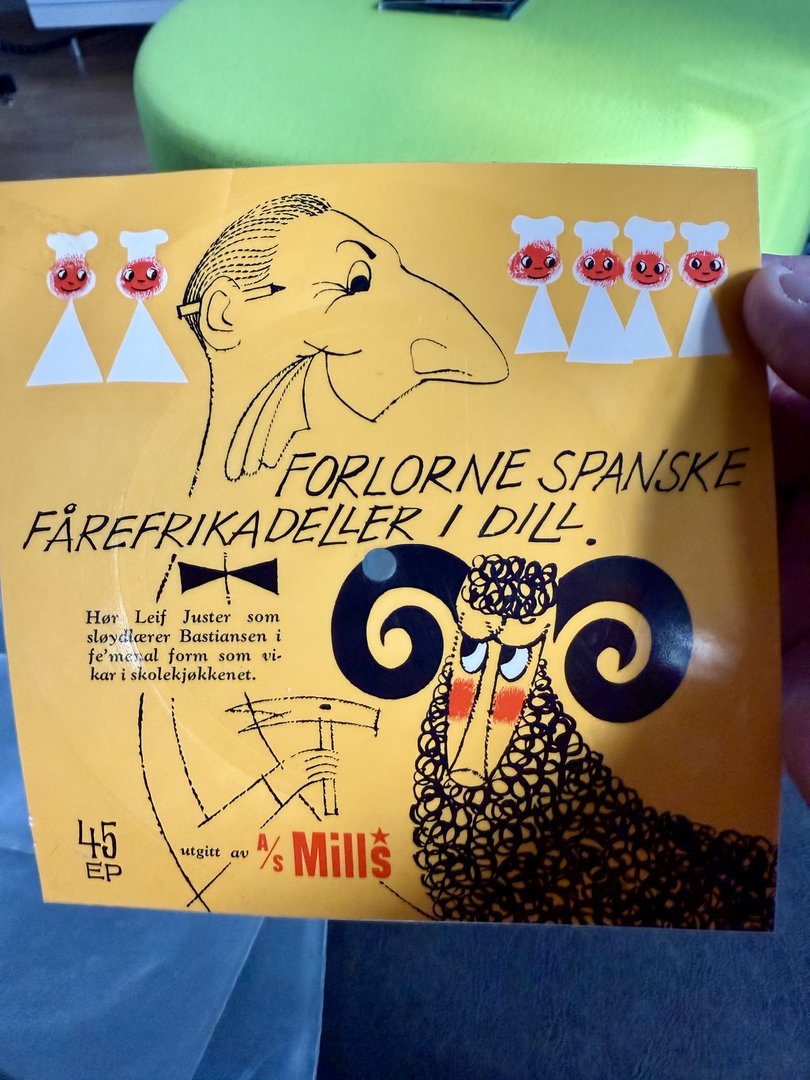 FORLORNE SPANSKE
FÅREFRIKADELLER I DILL.
Hør Leif Juster som
sløydlærer Bastiansen i
fe'menal form som vi-
kar i skolekjøkkenet.
45
EP
utgitt av A/S Mills